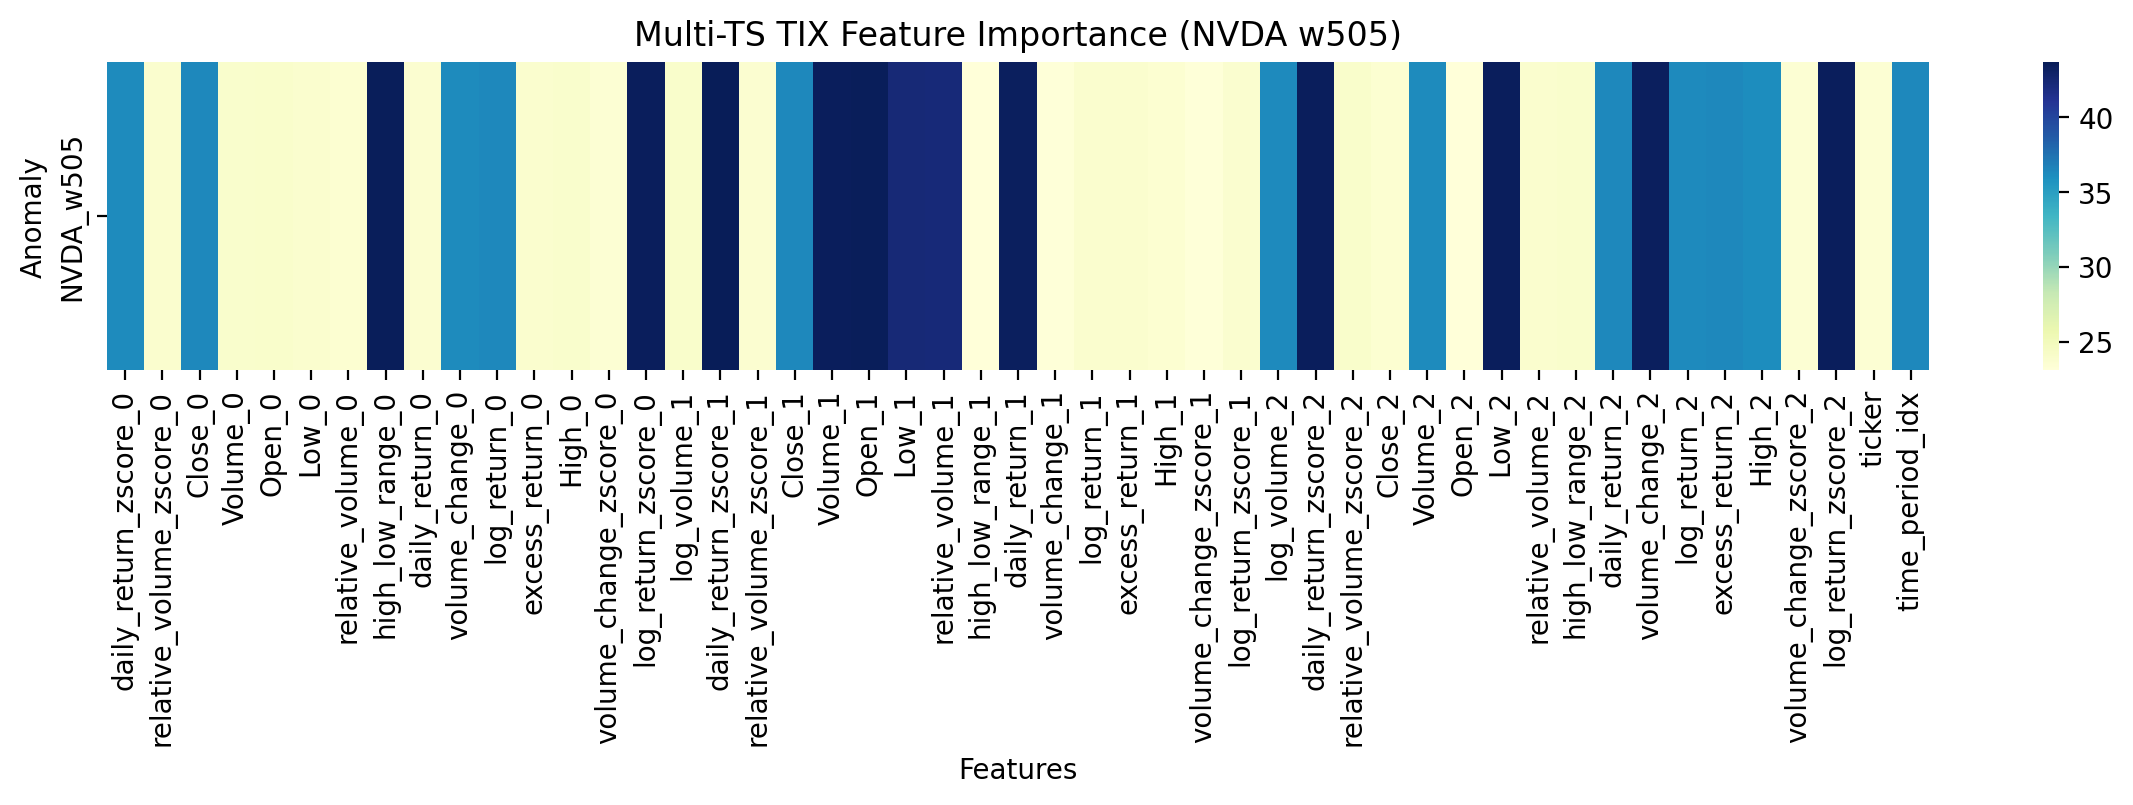 Multi-TS TIX Feature Importance (NVDA w505)
Anomaly
NVDA_w505
40
35
30
25
daily_return_zscore_0
relative_volume_zscore_0
Close_0
Volume_0
Open_0
Low_0
relative_volume_0
high_low_range_0
daily_return_0
volume_change_0
log_return_0
excess_return_0
High_0
volume_change_zscore_0
log_return_zscore_0
log_volume_1
daily_return_zscore_1
relative_volume_zscore_1
Close_1
Volume_1
Open_1
Low_1
relative_volume_1
high_low_range_1
daily_return_1
volume_change_1
log_return_1
excess_return_1
High_1
volume_change_zscore_1
log_return_zscore_1
log_volume_2
daily_return_zscore_2
relative_volume_zscore_2
Close_2
Volume_2
Open_2
Low_2
relative_volume_2
high_low_range_2
daily_return_2
volume_change_2
log_return_2
excess_return_2
High_2
volume_change_zscore_2
log_return_zscore_2
ticker
time_period_idx
Features